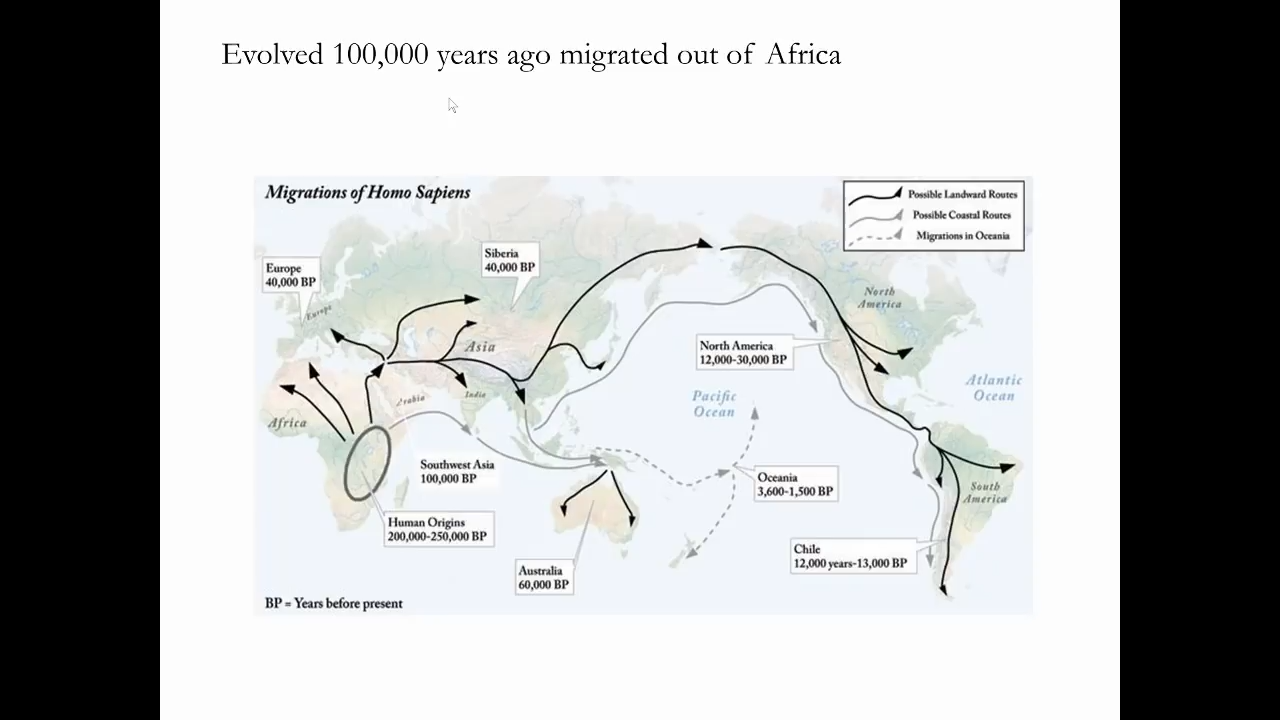 Evolved 100,000 years ago migrated out of Africa
Migrations of Homo Sapiens
Possible Landward Routes
Possible Coastal Routes
Migrations in Oceania
Siberia
40,000 BP
Europe
40,000 BP
Europe
North
America
North America
12,000-30,000 BP
Asia
Atlantic
Ocean
Pacific
Ocean
India
Arabia
Africa
Southwest Asia
100,000 BP
Oceania
3,600-1,500 BP
South
America
Human Origins
200,000-250,000 BP
Chile
12,000 years-13,000 BP
Australia
60,000 BP
BP = Years before present